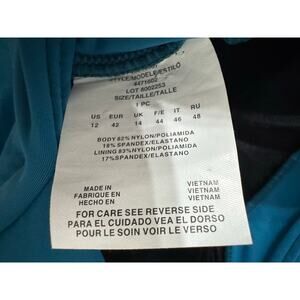 STYLE/MODELE/ESTILO
4471602
LOT 8002253
SIZE/TAILLE/TALLE
1 PC
US EUR UK F/E IT RU
12 42 14 44 46 48
BODY 82%NYLON/POLIAMIDA
18%SPANDEX/ELASTANO
LINING 83%NYLON/POLIAMIDA
17%SPANDEX/ELASTANO
MADE IN VIETNAM
FABRIQUE EN VIETNAM
HECHO EN VIETNAM
FOR CARE SEE REVERSE SIDE
PARA EL CUIDADO VEA EL DORSO
POUR LE SOIN VOIR LE VERSO